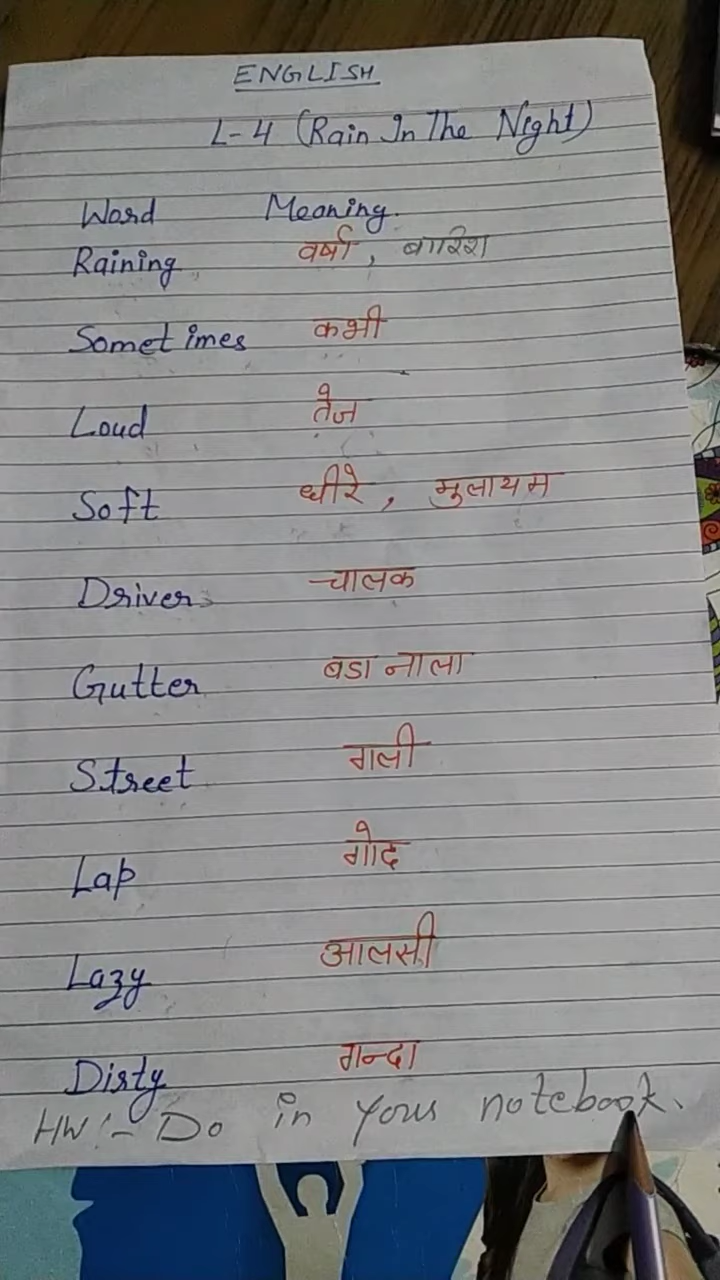 ENGLISH
L-4 (Rain In The Night)
Word Meaning.
Raining वर्षा, बारिश
Sometimes कभी
Loud तेज
Soft धीरे, मुलायम
Driver चालक
Gutter बडा नाला
Street गली
Lap गोद
Lazy आलसी
Dirty गन्दा
HW:- Do in your notebook.